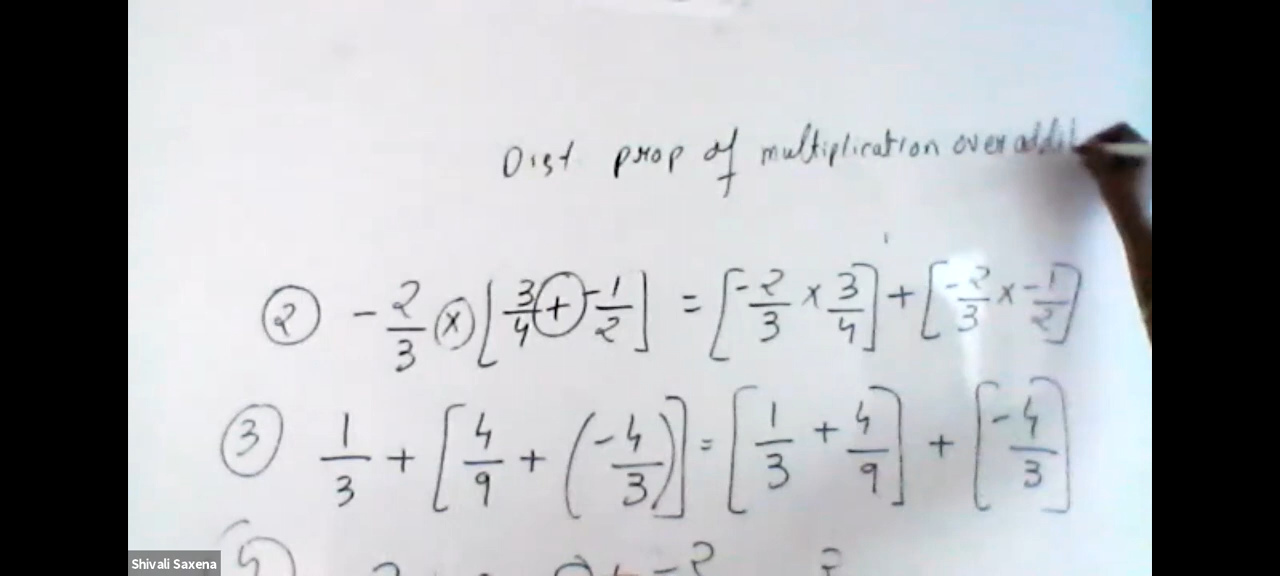 Dist prop of multiplication over addit
② -2/3 × [3/4 + -1/2] = [-2/3 × 3/4] + [-2/3 × -1/2]
③ 1/3 + [4/9 + (-4/3)] = [1/3 + 4/9] + [-4/3]
Shivali Saxena